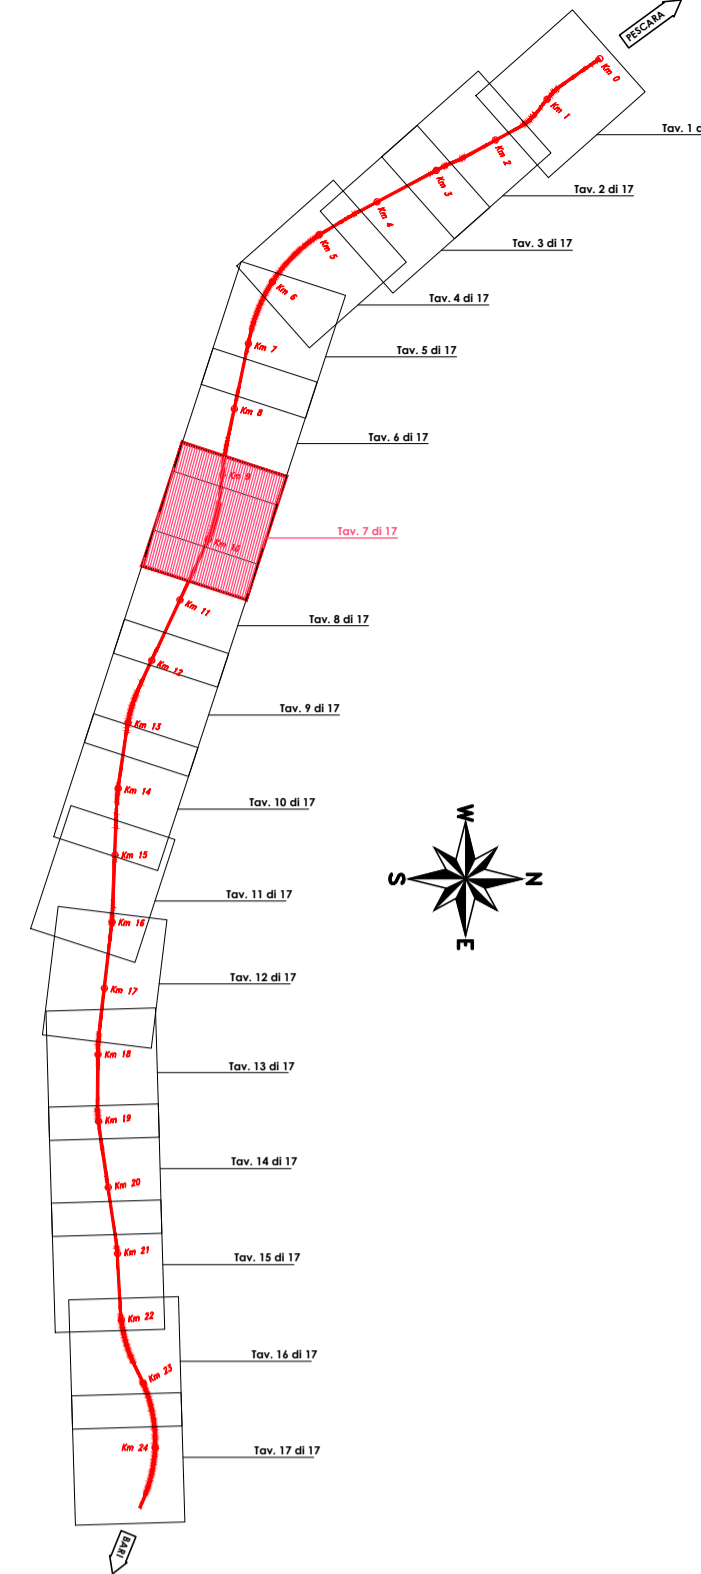 PESCARA
Km 0
Km 1
Tav. 1 d
Km 2
Km 3
Tav. 2 di 17
Km 4
Tav. 3 di 17
Km 5
Km 6
Tav. 4 di 17
Km 7
Tav. 5 di 17
Km 8
Tav. 6 di 17
Km 9
Tav. 7 di 17
Km 10
Km 11
Tav. 8 di 17
Km 12
Tav. 9 di 17
Km 13
Km 14
Tav. 10 di 17
W
Km 15
S
N
Tav. 11 di 17
Km 16
E
Tav. 12 di 17
Km 17
Km 18
Tav. 13 di 17
Km 19
Tav. 14 di 17
Km 20
Km 21
Tav. 15 di 17
Km 22
Tav. 16 di 17
Km 23
Km 24
Tav. 17 di 17
BARI